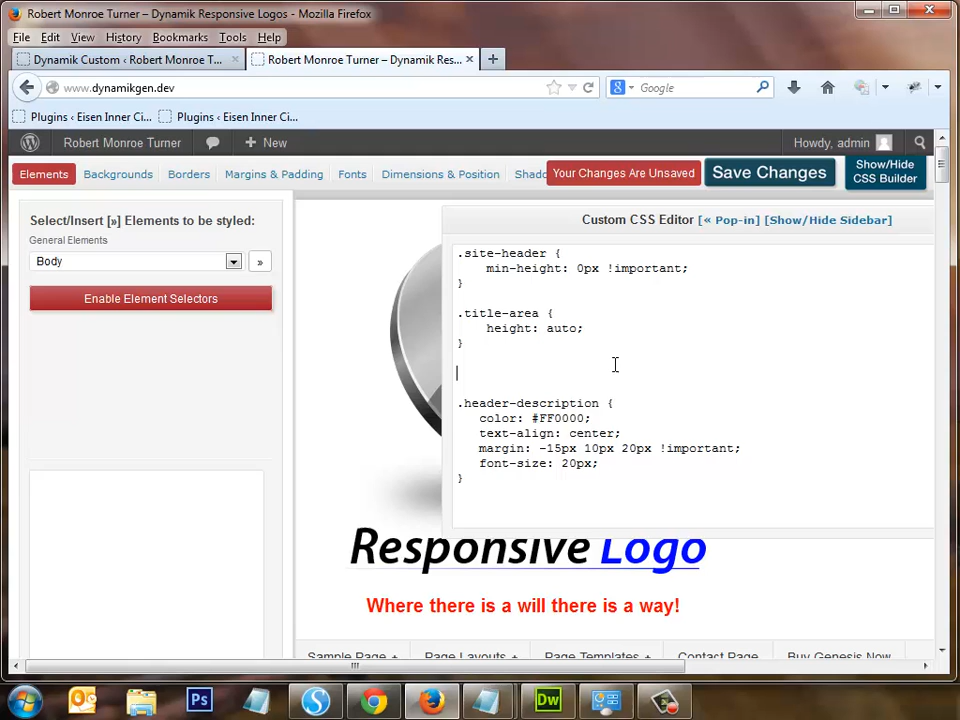 Robert Monroe Turner – Dynamik Responsive Logos - Mozilla Firefox
File Edit View History Bookmarks Tools Help
Dynamik Custom ‹ Robert Monroe T...
Robert Monroe Turner – Dynamik Res...
www.dynamikgen.dev
Google
Plugins ‹ Eisen Inner Ci...
Plugins ‹ Eisen Inner Ci...
Robert Monroe Turner
New
Howdy, admin
Elements Backgrounds Borders Margins & Padding Fonts Dimensions & Position Shado
Your Changes Are Unsaved
Save Changes
Show/Hide
CSS Builder
Select/Insert [»] Elements to be styled:
General Elements
Body
»
Enable Element Selectors
Custom CSS Editor [« Pop-in] [Show/Hide Sidebar]
.site-header {
min-height: 0px !important;
}
.title-area {
height: auto;
}
.header-description {
color: #FF0000;
text-align: center;
margin: -15px 10px 20px !important;
font-size: 20px;
}
Responsive Logo
Where there is a will there is a way!
Sample Page + Page Layouts + Page Templates + Contact Page Buy Genesis Now
Ps
Dw